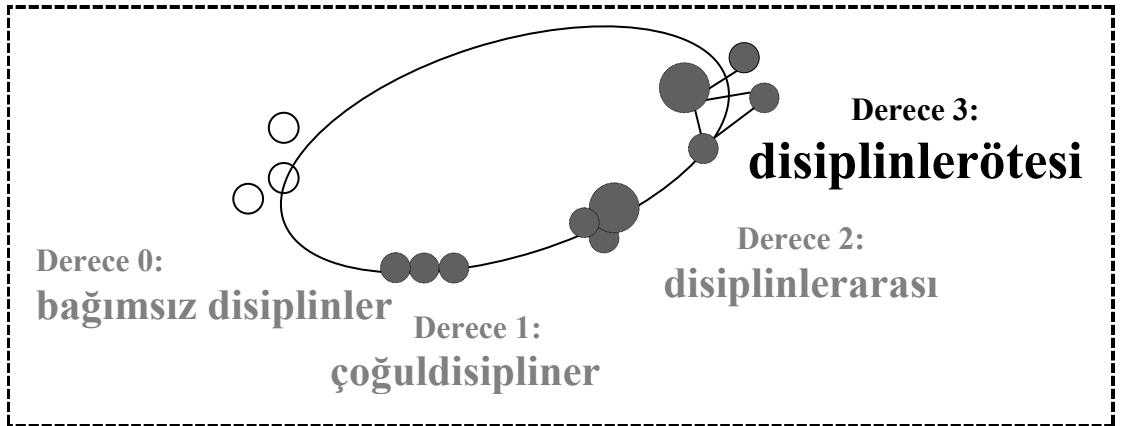 Derece 0:
bağımsız disiplinler
Derece 1:
çoğuldisipliner
Derece 2:
disiplinlerarası
Derece 3:
disiplinlerötesi